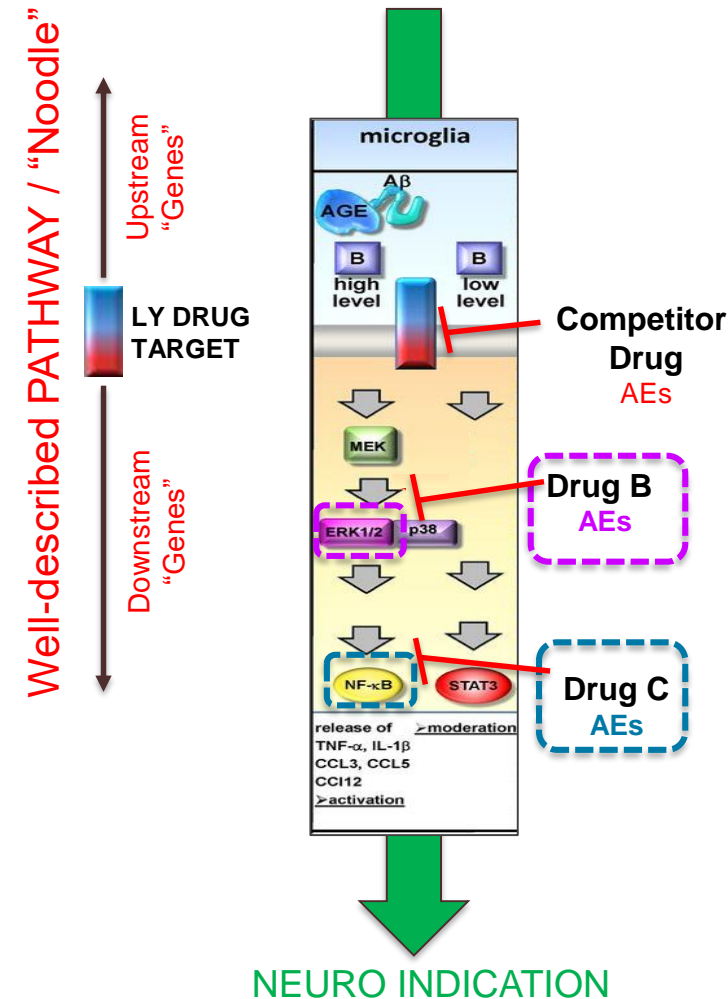 Well-described PATHWAY / “Noodle”
Upstream
“Genes”
LY DRUG
TARGET
Downstream
“Genes”
microglia
Aβ
AGE
B
high
level
B
low
level
Competitor
Drug
AEs
MEK
Drug B
AEs
ERK1/2
p38
NF-κB
STAT3
Drug C
AEs
release of
TNF-α, IL-1β
CCL3, CCL5
CCl12
➢activation
➢moderation
NEURO INDICATION